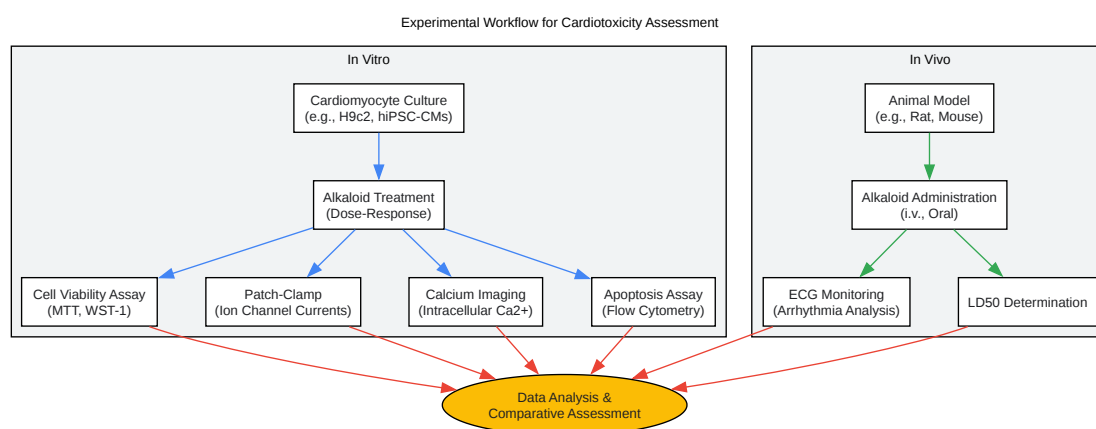 Experimental Workflow for Cardiotoxicity Assessment
In Vitro
In Vivo
Cardiomyocyte Culture
(e.g., H9c2, hiPSC-CMs)
Animal Model
(e.g., Rat, Mouse)
Alkaloid Treatment
(Dose-Response)
Alkaloid Administration
(i.v., Oral)
Cell Viability Assay
(MTT, WST-1)
Patch-Clamp
(Ion Channel Currents)
Calcium Imaging
(Intracellular Ca2+)
Apoptosis Assay
(Flow Cytometry)
ECG Monitoring
(Arrhythmia Analysis)
LD50 Determination
Data Analysis &
Comparative Assessment